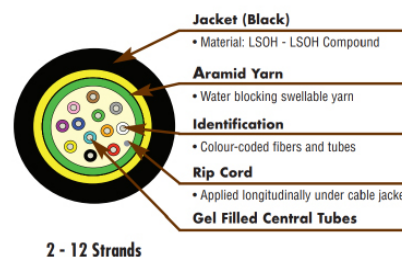 Jacket (Black)
• Material: LSOH - LSOH Compound
Aramid Yarn
• Water blocking swellable yarn
Identification
• Colour-coded fibers and tubes
Rip Cord
• Applied longitudinally under cable jacke
Gel Filled Central Tubes
2 - 12 Strands